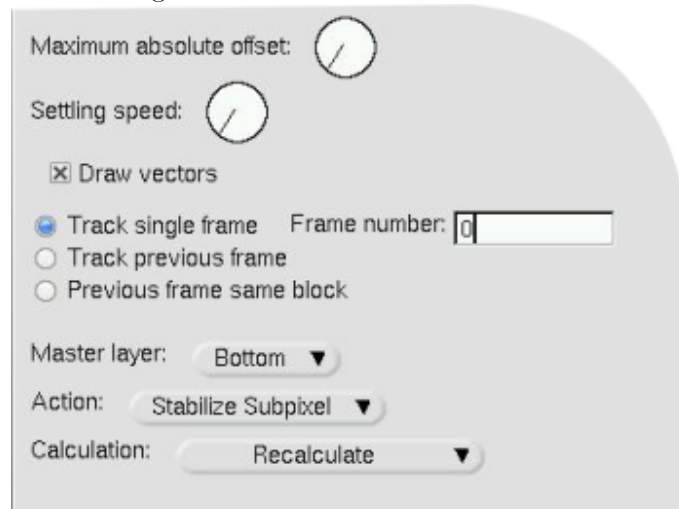 Maximum absolute offset:
Settling speed:
Draw vectors
Track single frame Frame number: 0
Track previous frame
Previous frame same block
Master layer: Bottom
Action: Stabilize Subpixel
Calculation: Recalculate